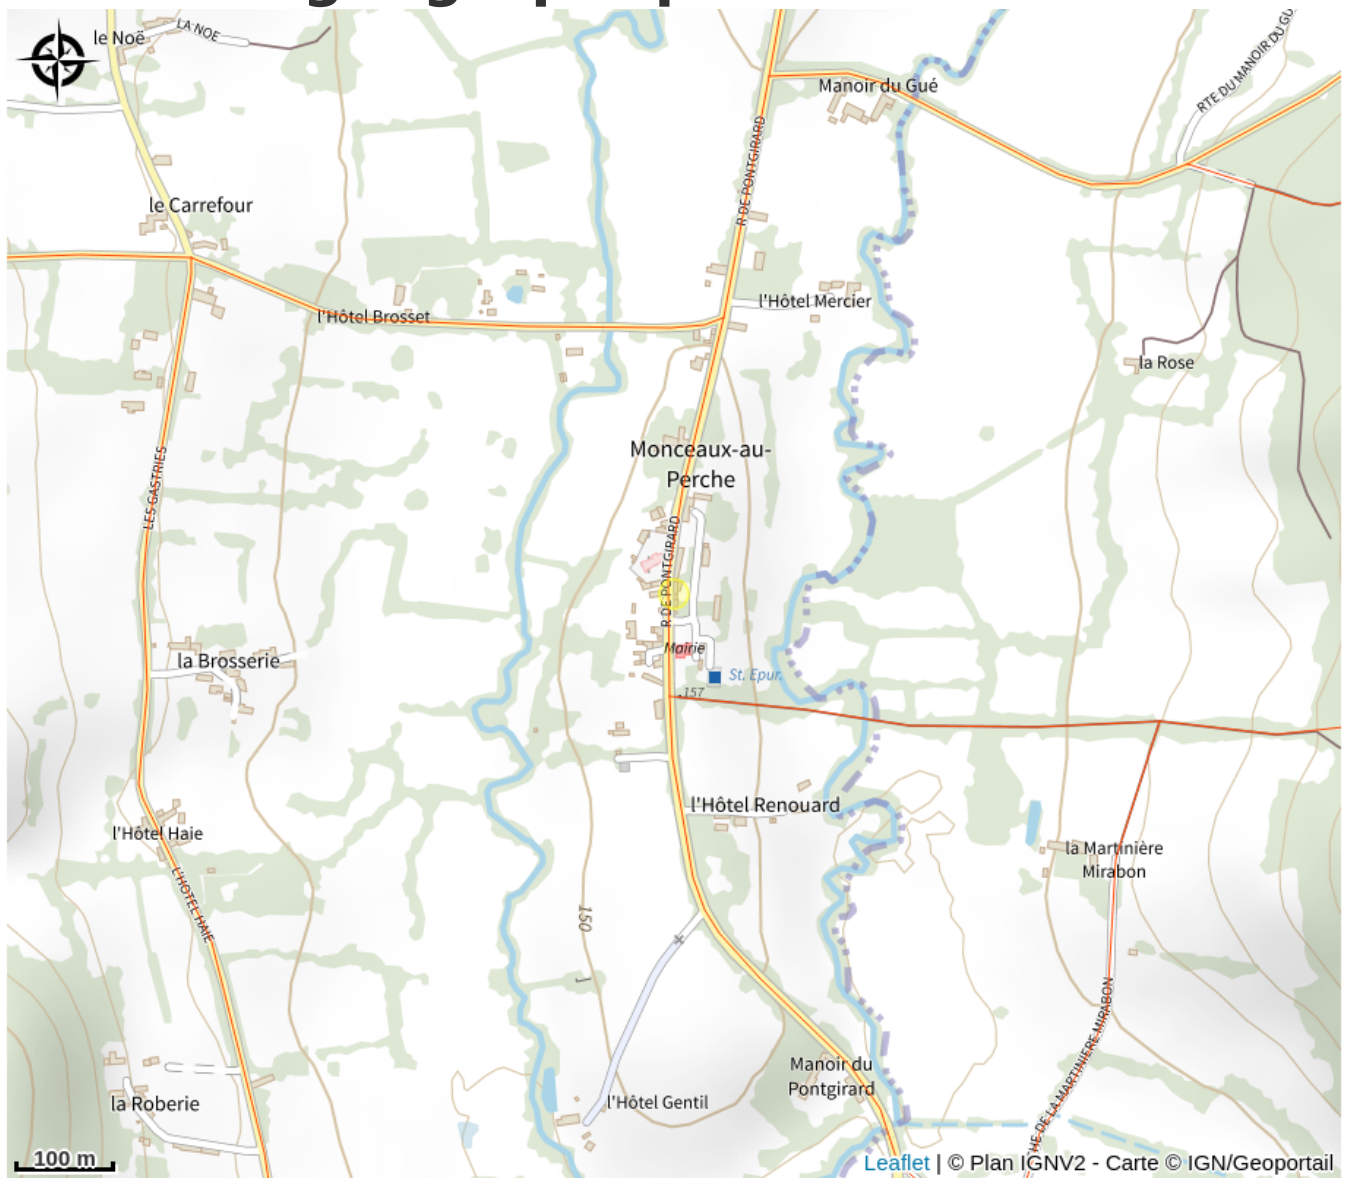 le Noë
LA NOE
Manoir du Gué
RTE DU MANOIR DU GU
R DE PONTGIRARD
le Carrefour
l'Hôtel Mercier
l'Hôtel Brosset
la Rose
Monceaux-au-
Perche
LES GASTRIES
R DE PONTGIRARD
Mairie
la Brosserie
St. Epur.
157
l'Hôtel Renouard
l'Hôtel Haie
la Martinière
Mirabon
L'HOTEL HAIE
150
HE DE LA MARTINIERE MIRABON
Manoir du
Pontgirard
la Roberie
l'Hôtel Gentil
100 m
Leaflet | © Plan IGNV2 - Carte © IGN/Geoportail